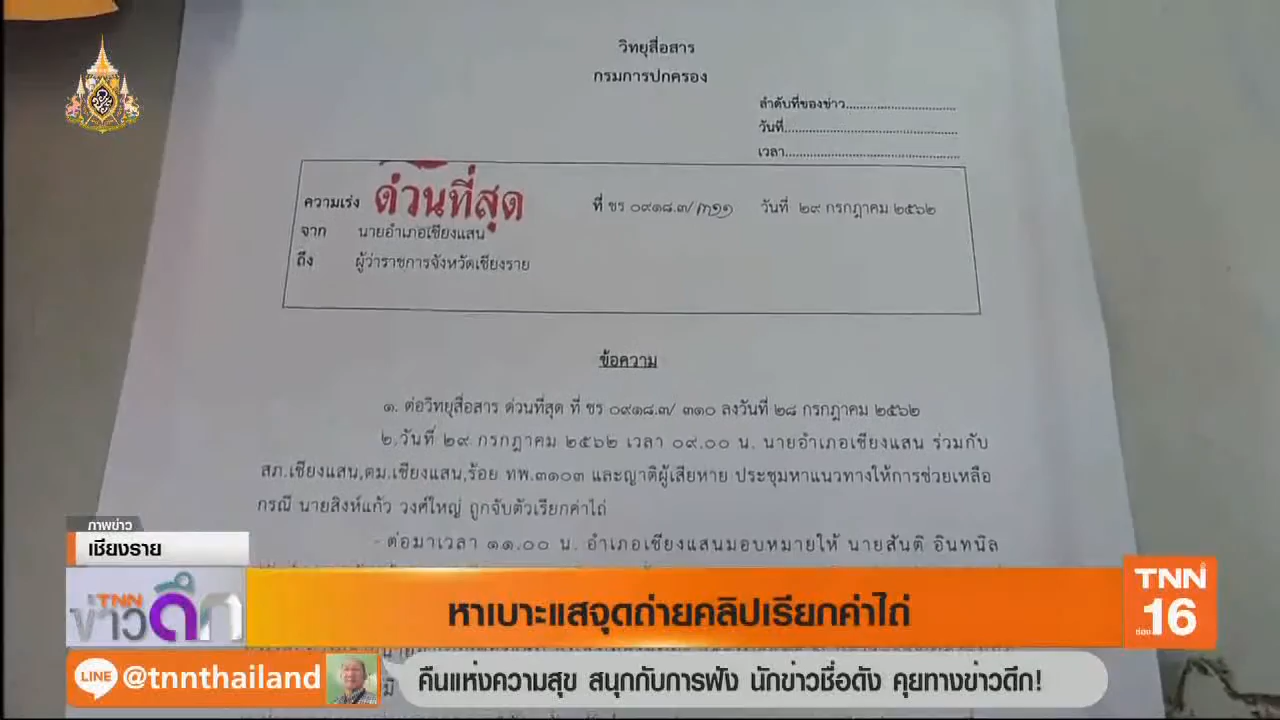 วิทยุสื่อสาร
กรมการปกครอง
ลำดับที่ของข่าว
วันที่
เวลา
ความเร่ง ด่วนที่สุด ที่ ชร ๐๙๑๘.๓/๓๑๑ วันที่ ๒๙ กรกฎาคม ๒๕๖๒
จาก นายอำเภอเชียงแสน
ถึง ผู้ว่าราชการจังหวัดเชียงราย
ข้อความ
๑. ต่อวิทยุสื่อสาร ด่วนที่สุด ที่ ชร ๐๙๑๘.๓/ ๓๑๐ ลงวันที่ ๒๘ กรกฎาคม ๒๕๖๒
๒.วันที่ ๒๙ กรกฎาคม ๒๕๖๒ เวลา ๐๙.๐๐ น. นายอำเภอเชียงแสน ร่วมกับ
สภ.เชียงแสน,ตม.เชียงแสน,ร้อย ทพ.๓๑๐๓ และญาติผู้เสียหาย ประชุมหาแนวทางให้การช่วยเหลือ
กรณี นายสิงห์แก้ว วงศ์ใหญ่ ถูกจับตัวเรียกค่าไถ่
- ต่อมาเวลา ๑๑.๐๐ น. อำเภอเชียงแสนมอบหมายให้ นายสันติ อินทนิล
ภาพข่าว
เชียงราย
TNN
ข่าวดึก
หาเบาะแสจุดถ่ายคลิปเรียกค่าไถ่
TNN
ช่อง 16
LINE @tnnthailand
คืนแห่งความสุข สนุกกับการฟัง นักข่าวชื่อดัง คุยทางข่าวดึก!